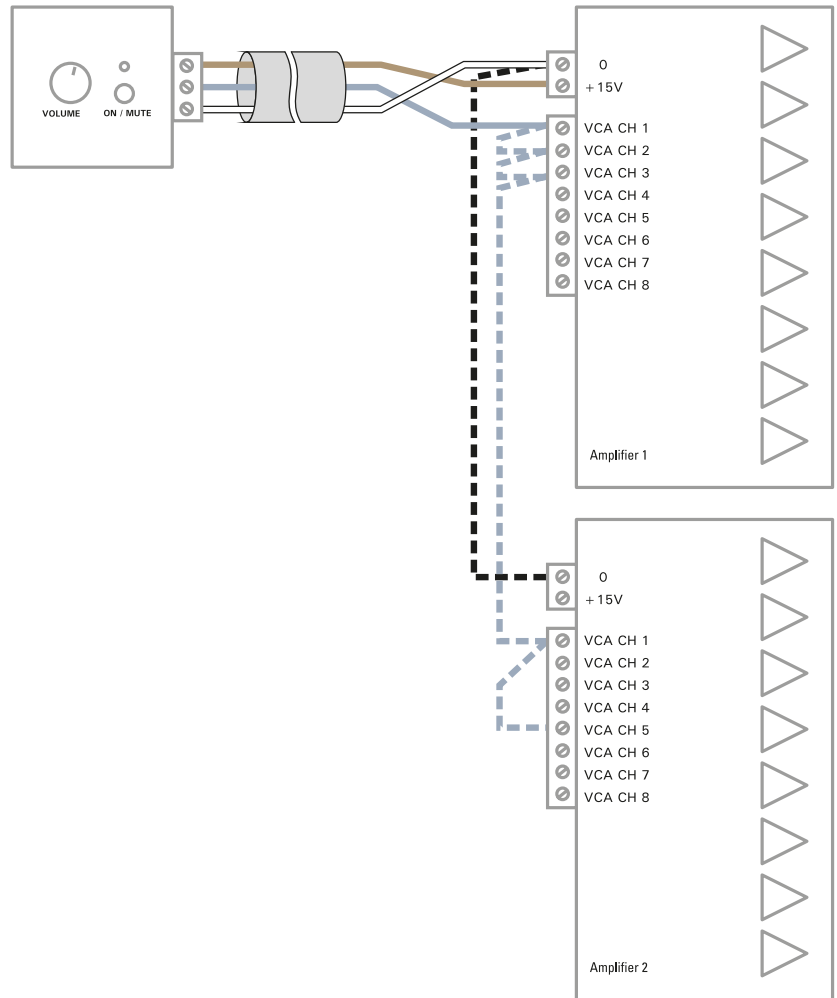 VOLUME ON / MUTE
0
+ 15V
VCA CH 1
VCA CH 2
VCA CH 3
VCA CH 4
VCA CH 5
VCA CH 6
VCA CH 7
VCA CH 8
Amplifier 1
0
+ 15V
VCA CH 1
VCA CH 2
VCA CH 3
VCA CH 4
VCA CH 5
VCA CH 6
VCA CH 7
VCA CH 8
Amplifier 2